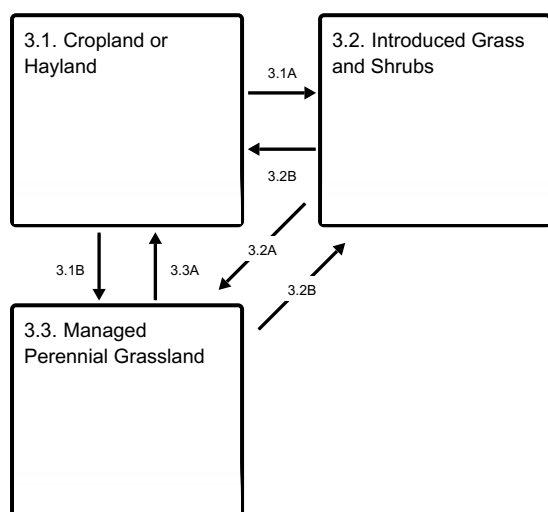 3.1. Cropland or
Hayland
3.2. Introduced Grass
and Shrubs
3.1A
3.2B
3.2A
3.1B
3.3A
3.2B
3.3. Managed
Perennial Grassland